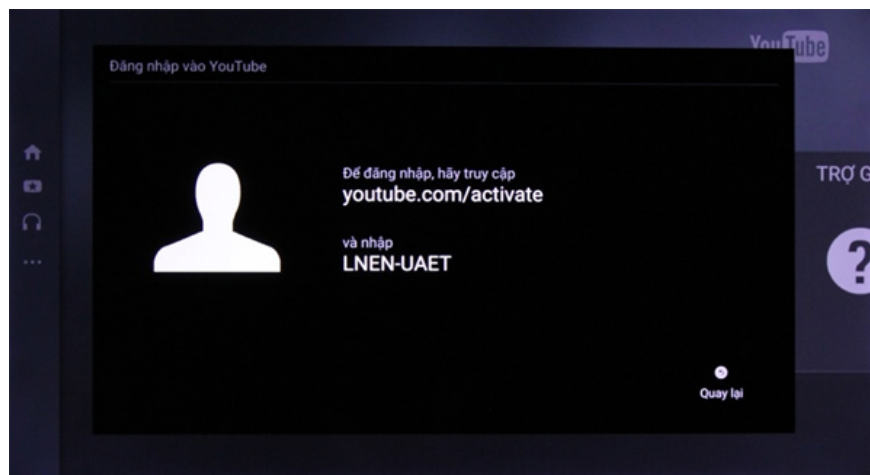 YouTube
Đăng nhập vào YouTube
Để đăng nhập, hãy truy cập
youtube.com/activate
và nhập
LNEN-UAET
TRỢ G
?
Quay lại